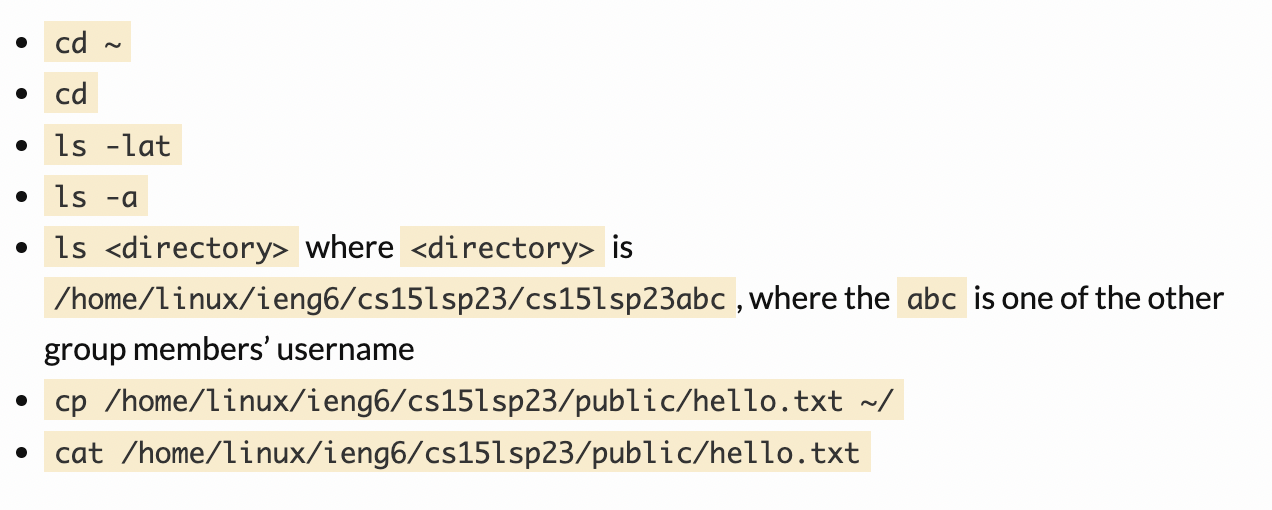 • cd ~
• cd
• ls -lat
• ls -a
• ls <directory> where <directory> is
/home/linux/ieng6/cs15lsp23/cs15lsp23abc, where the abc is one of the other
group members’ username
• cp /home/linux/ieng6/cs15lsp23/public/hello.txt ~/
• cat /home/linux/ieng6/cs15lsp23/public/hello.txt